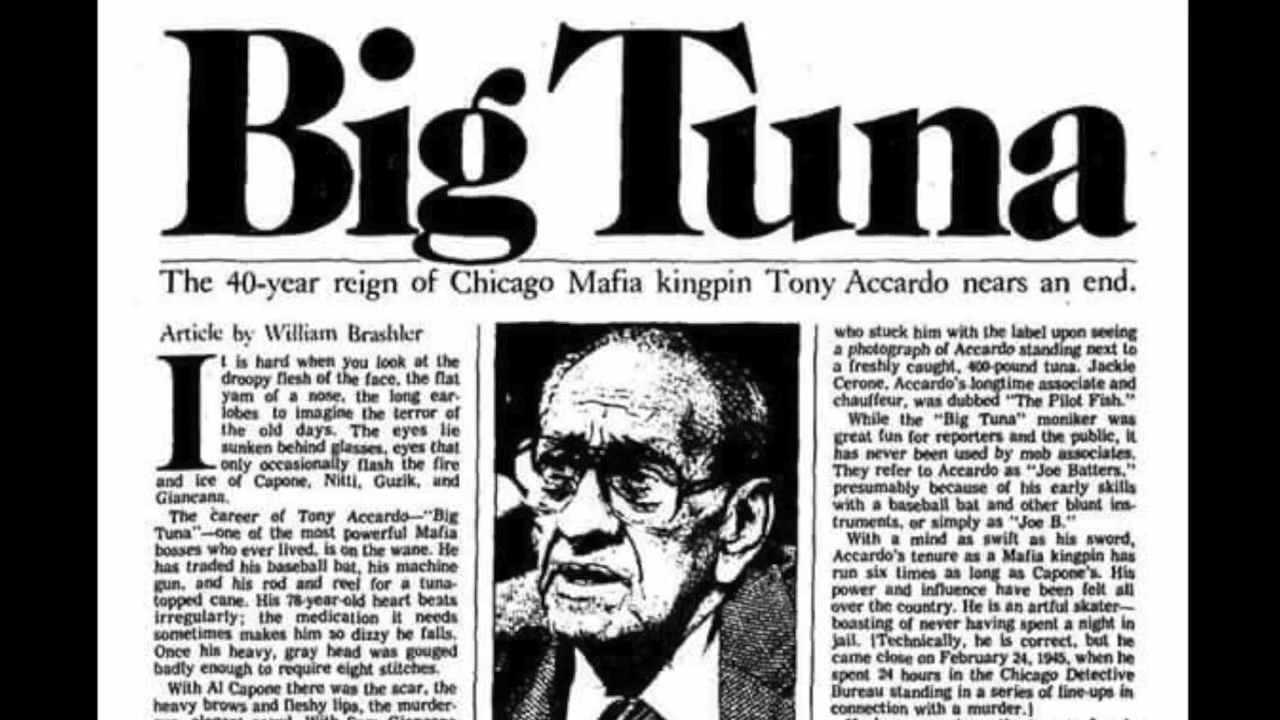 Big Tuna
The 40-year reign of Chicago Mafia kingpin Tony Accardo nears an end.
Article by William Brashler
It is hard when you look at the
droopy flesh of the face, the flat
yam of a nose, the long ear-
lobes to imagine the terror of
the old days. The eyes lie
sunken behind glasses, eyes that
only occasionally flash the fire
and ice of Capone, Nitti, Guzik, and
Giancana.
The career of Tony Accardo—"Big
Tuna"—one of the most powerful Mafia
bosses who ever lived, is on the wane. He
has traded his baseball bat, his machine
gun, and his rod and reel for a tuna-
topped cane. His 78-year-old heart beats
irregularly; the medication it needs
sometimes makes him so dizzy he falls.
Once his heavy, gray head was gouged
badly enough to require eight stitches.
With Al Capone there was the scar, the
heavy brows and fleshy lips, the murder-
who stuck him with the label upon seeing
a photograph of Accardo standing next to
a freshly caught, 400-pound tuna. Jackie
Cerone, Accardo's longtime associate and
chauffeur, was dubbed "The Pilot Fish."
While the "Big Tuna" moniker was
great fun for reporters and the public, it
has never been used by mob associates.
They refer to Accardo as "Joe Batters,"
presumably because of his early skills
with a baseball bat and other blunt ins-
truments, or simply as "Joe B."
With a mind as swift as his sword,
Accardo's tenure as a Mafia kingpin has
run six times as long as Capone's. His
power and influence have been felt all
over the country. He is an artful skater—
boasting of never having spent a night in
jail. [Technically, he is correct, but he
came close on February 24, 1945, when he
spent 24 hours in the Chicago Detective
Bureau standing in a series of line-ups in
connection with a murder.]